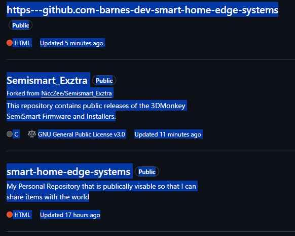 https---github.com-barnes-dev-smart-home-edge-systems
Public
HTML Updated 5 minutes ago
Semismart_Exztra Public
Forked from NiccZee/Semismart_Exztra
This repository contains public releases of the 3DMonkey
SemiSmart Firmware and Installers.
C GNU General Public License v3.0 Updated 11 minutes ago
smart-home-edge-systems Public
My Personal Repository that is publically visable so that I can
share items with the world
HTML Updated 17 hours ago